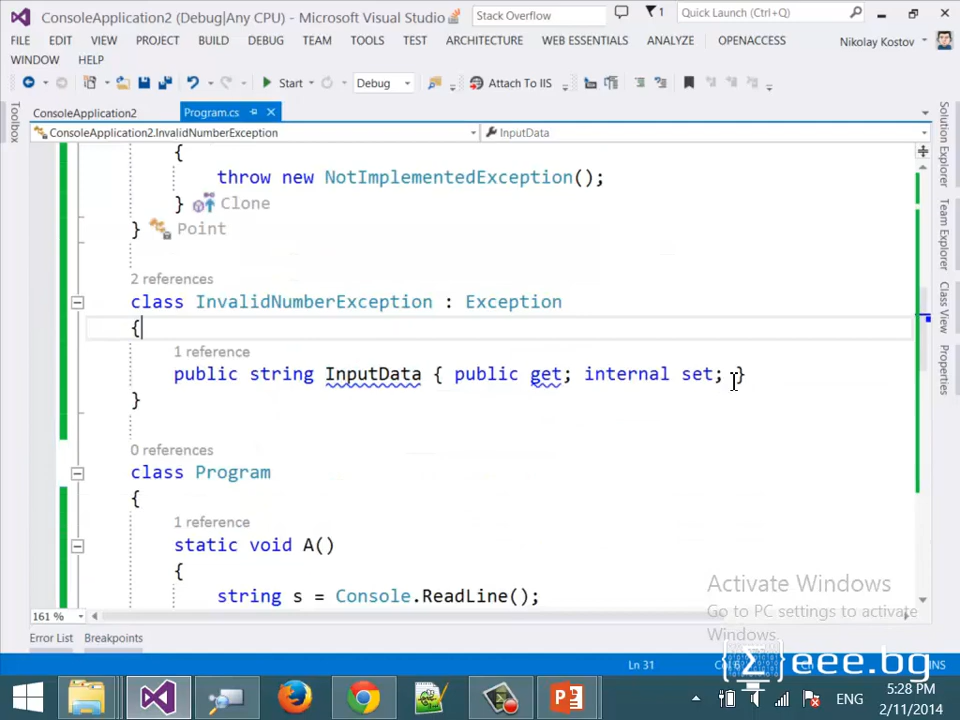 ConsoleApplication2 (Debug|Any CPU) - Microsoft Visual Studio
Stack Overflow
1
Quick Launch (Ctrl+Q)
FILE EDIT VIEW PROJECT BUILD DEBUG TEAM TOOLS TEST ARCHITECTURE WEB ESSENTIALS ANALYZE OPENACCESS
Nikolay Kostov
WINDOW HELP
Start Debug Attach To IIS
ConsoleApplication2 Program.cs
ConsoleApplication2.InvalidNumberException InputData
Toolbox
Solution Explorer
Team Explorer
Class View
Properties
{
throw new NotImplementedException();
} Clone
} Point
2 references
class InvalidNumberException : Exception
{
1 reference
public string InputData { public get; internal set; }
}
0 references
class Program
{
1 reference
static void A()
{
string s = Console.ReadLine();
Activate Windows
Go to PC settings to activate
Windows.
161 %
Error List Breakpoints
Ln 31
eee.bg
ENG
5:28 PM
2/11/2014